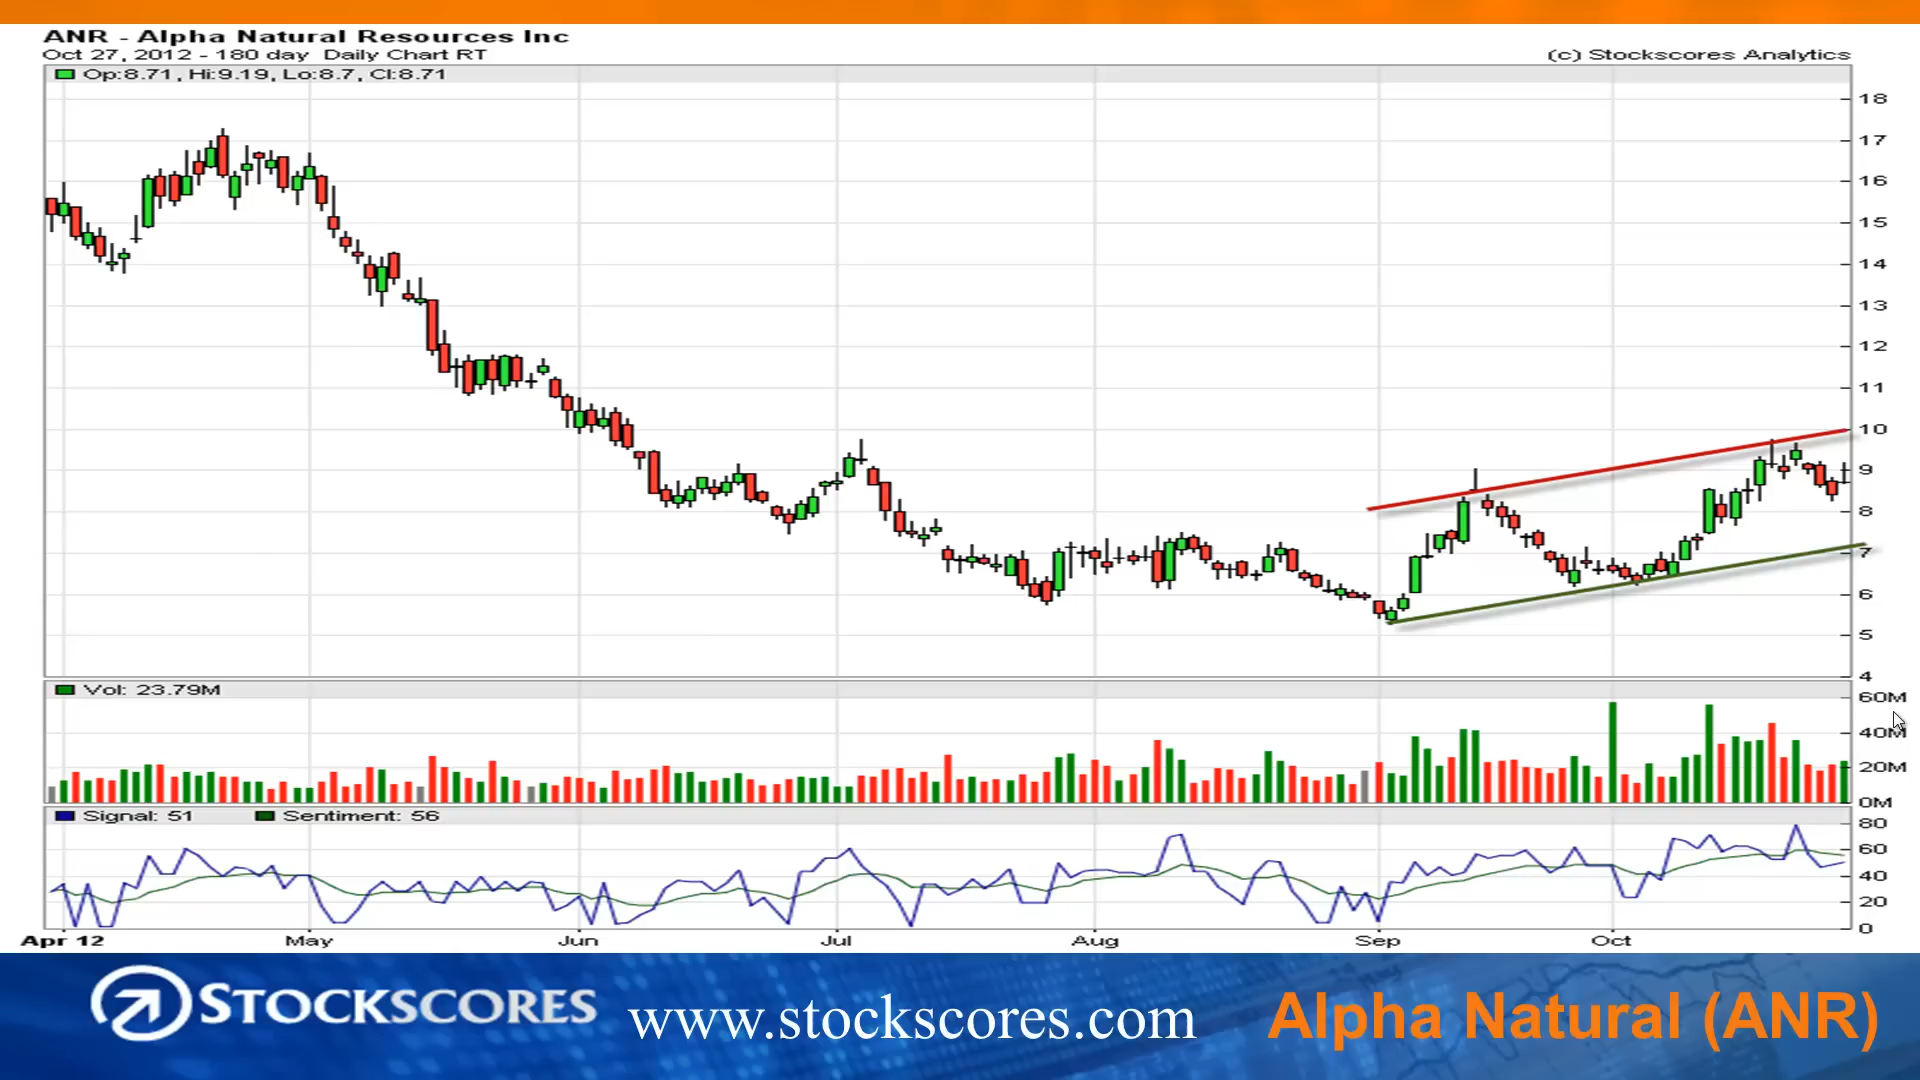 ANR - Alpha Natural Resources Inc
Oct 27, 2012 - 180 day Daily Chart RT
(c) Stockscores Analytics
Op:8.71, Hi:9.19, Lo:8.7, Cl:8.71
18
17
16
15
14
13
12
11
10
9
8
7
6
5
4
Vol: 23.79M
60M
40M
20M
0M
Signal: 51 Sentiment: 56
80
60
40
20
0
Apr 12 May Jun Jul Aug Sep Oct
STOCKSCORES www.stockscores.com Alpha Natural (ANR)